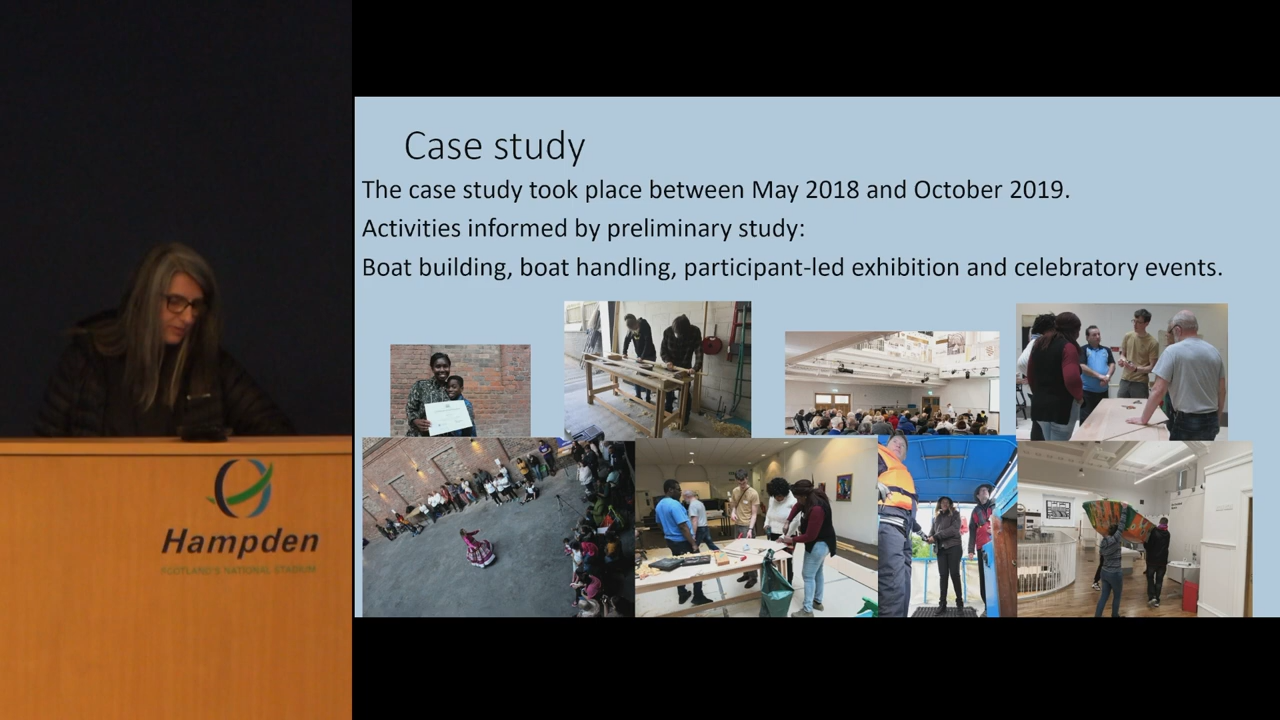 Case study
The case study took place between May 2018 and October 2019.
Activities informed by preliminary study:
Boat building, boat handling, participant-led exhibition and celebratory events.
Hampden
SCOTLAND'S NATIONAL STADIUM